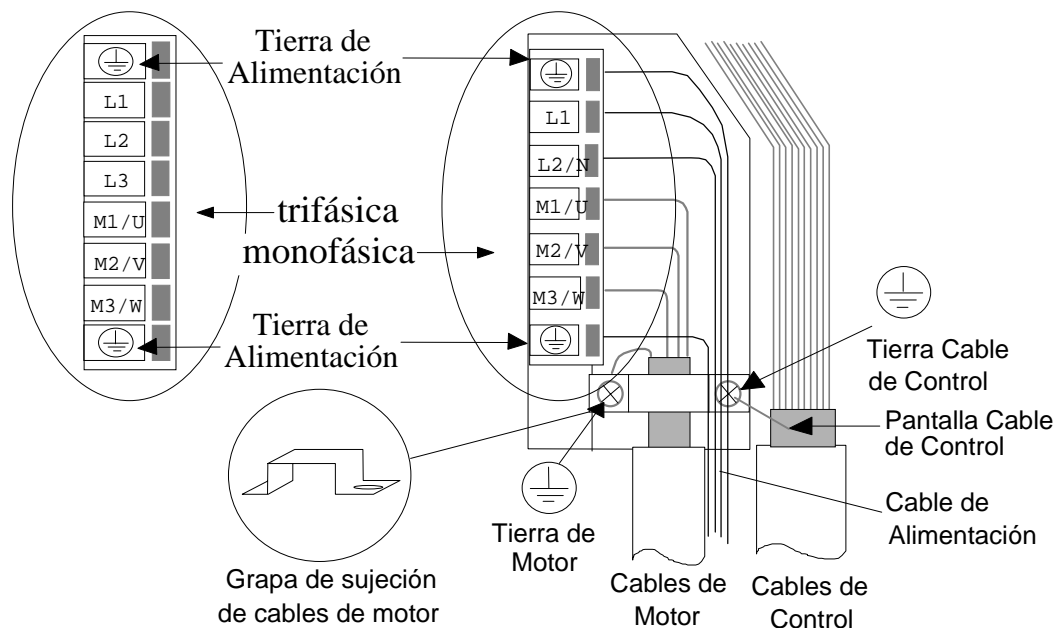 Tierra de
Alimentación
L1
L2
L3
M1/U
M2/V
M3/W
trifásica
monofásica
Tierra de
Alimentación
L1
L2/N
M1/U
M2/V
M3/W
Tierra Cable
de Control
Pantalla Cable
de Control
Cable de
Alimentación
Tierra de
Motor
Grapa de sujeción
de cables de motor
Cables de
Motor
Cables de
Control